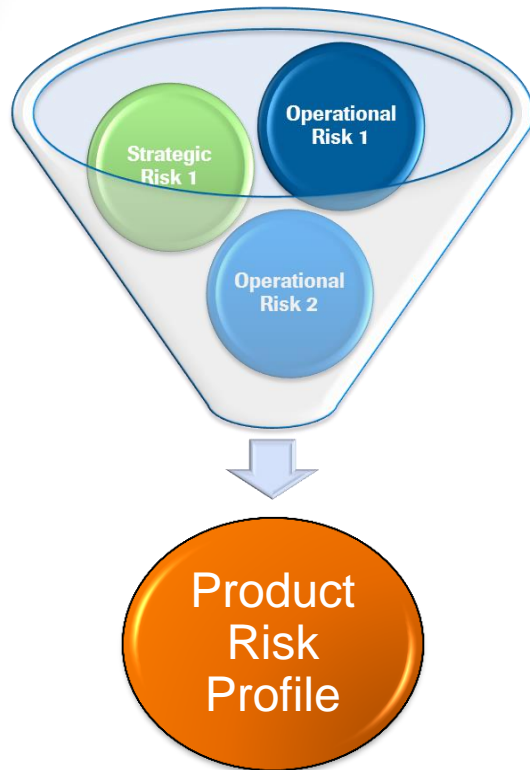 Operational
Risk 1
Strategic
Risk 1
Operational
Risk 2
Product
Risk
Profile